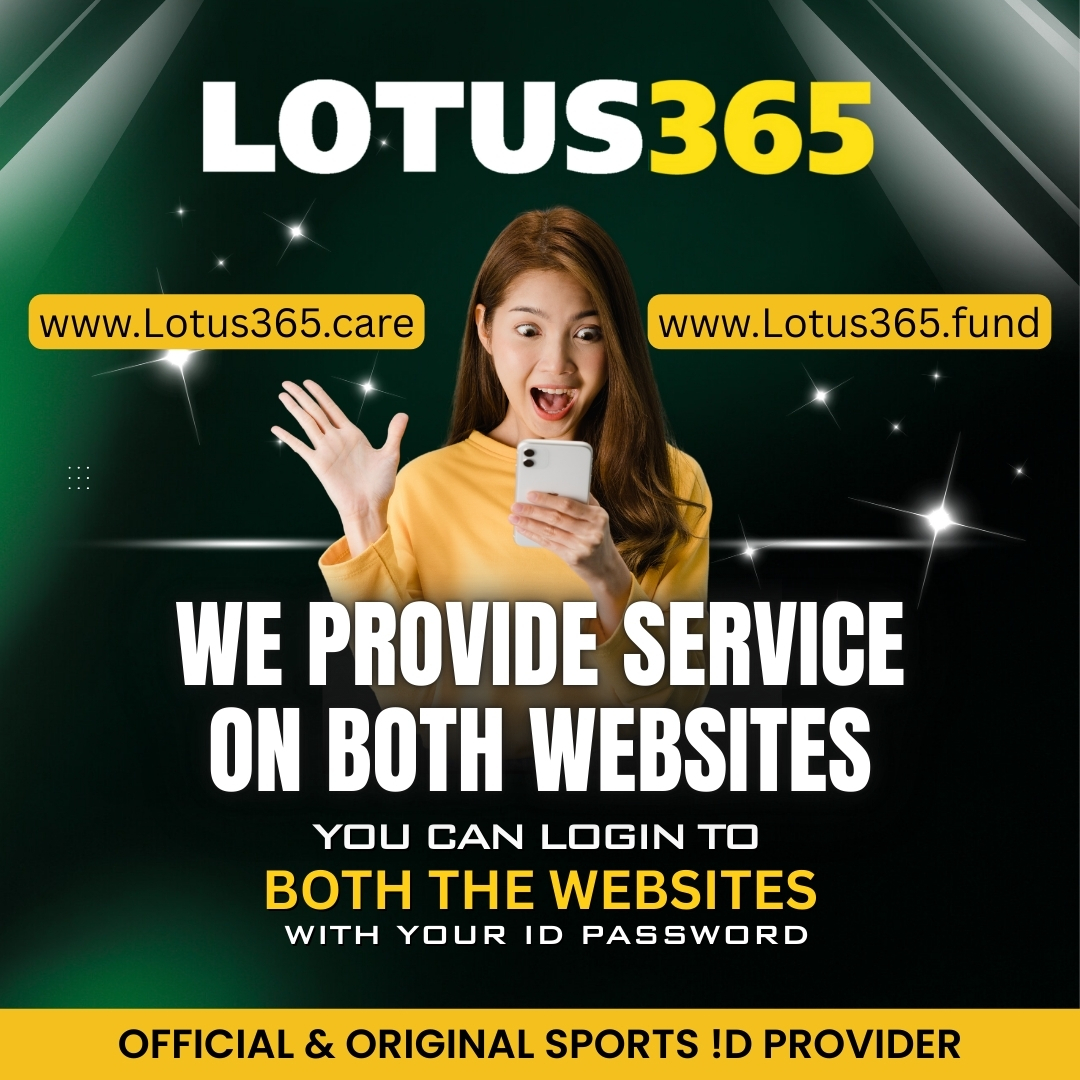 LOTUS365
www.Lotus365.care
www.Lotus365.fund
WE PROVIDE SERVICE
ON BOTH WEBSITES
YOU CAN LOGIN TO
BOTH THE WEBSITES
WITH YOUR ID PASSWORD
OFFICIAL & ORIGINAL SPORTS !D PROVIDER